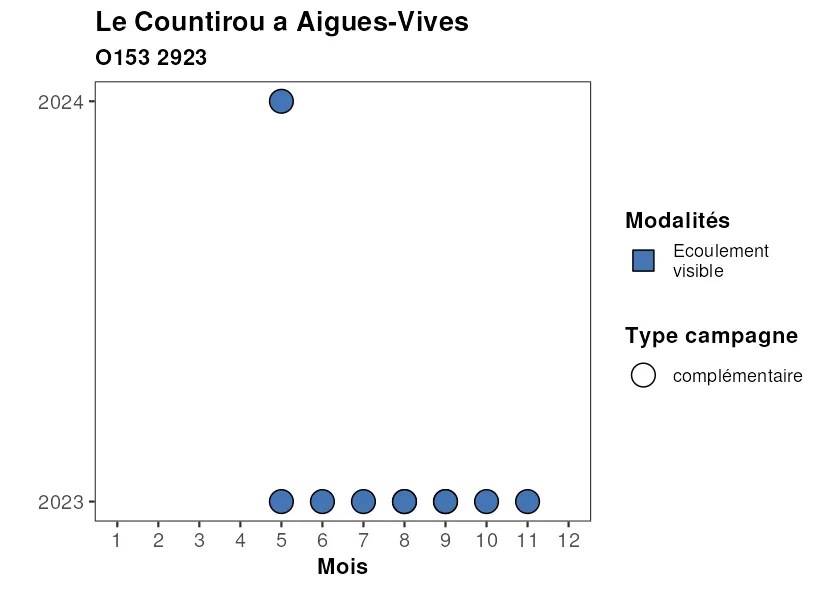 Le Countirou a Aigues-Vives
O153 2923
2024
2023
1 2 3 4 5 6 7 8 9 10 11 12
Mois
Modalités
Ecoulement
visible
Type campagne
complémentaire